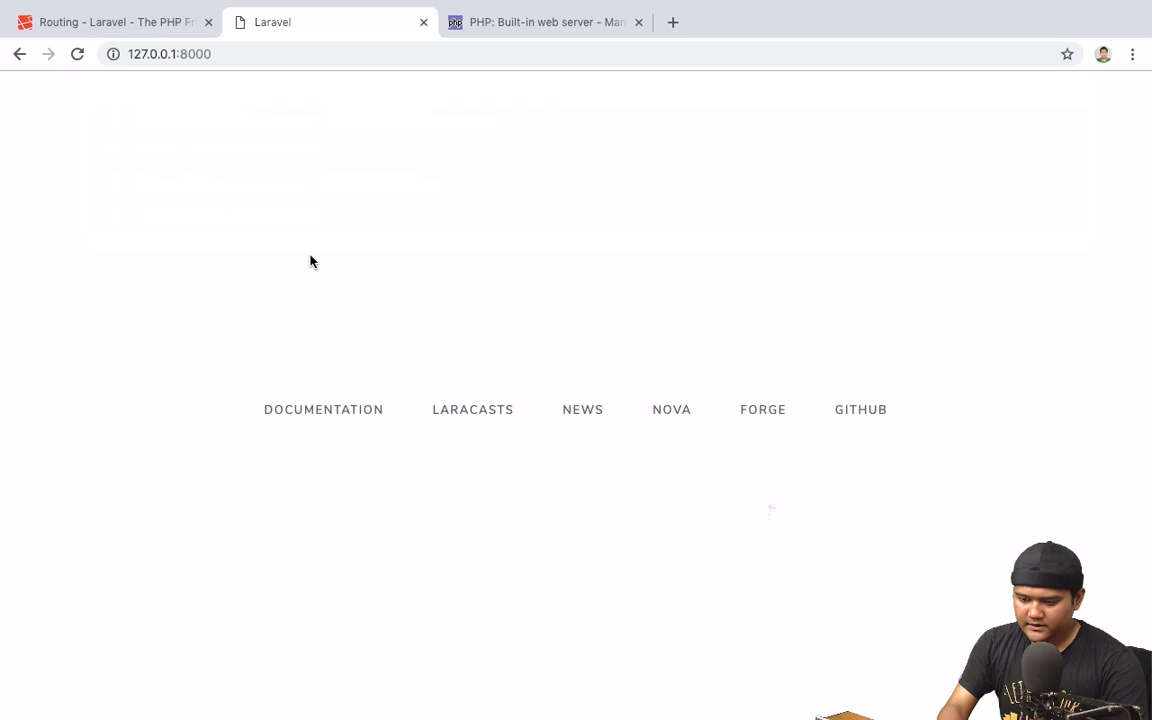 Routing - Laravel - The PHP Fr
Laravel
PHP: Built-in web server - Man
127.0.0.1:8000
DOCUMENTATION LARACASTS NEWS NOVA FORGE GITHUB